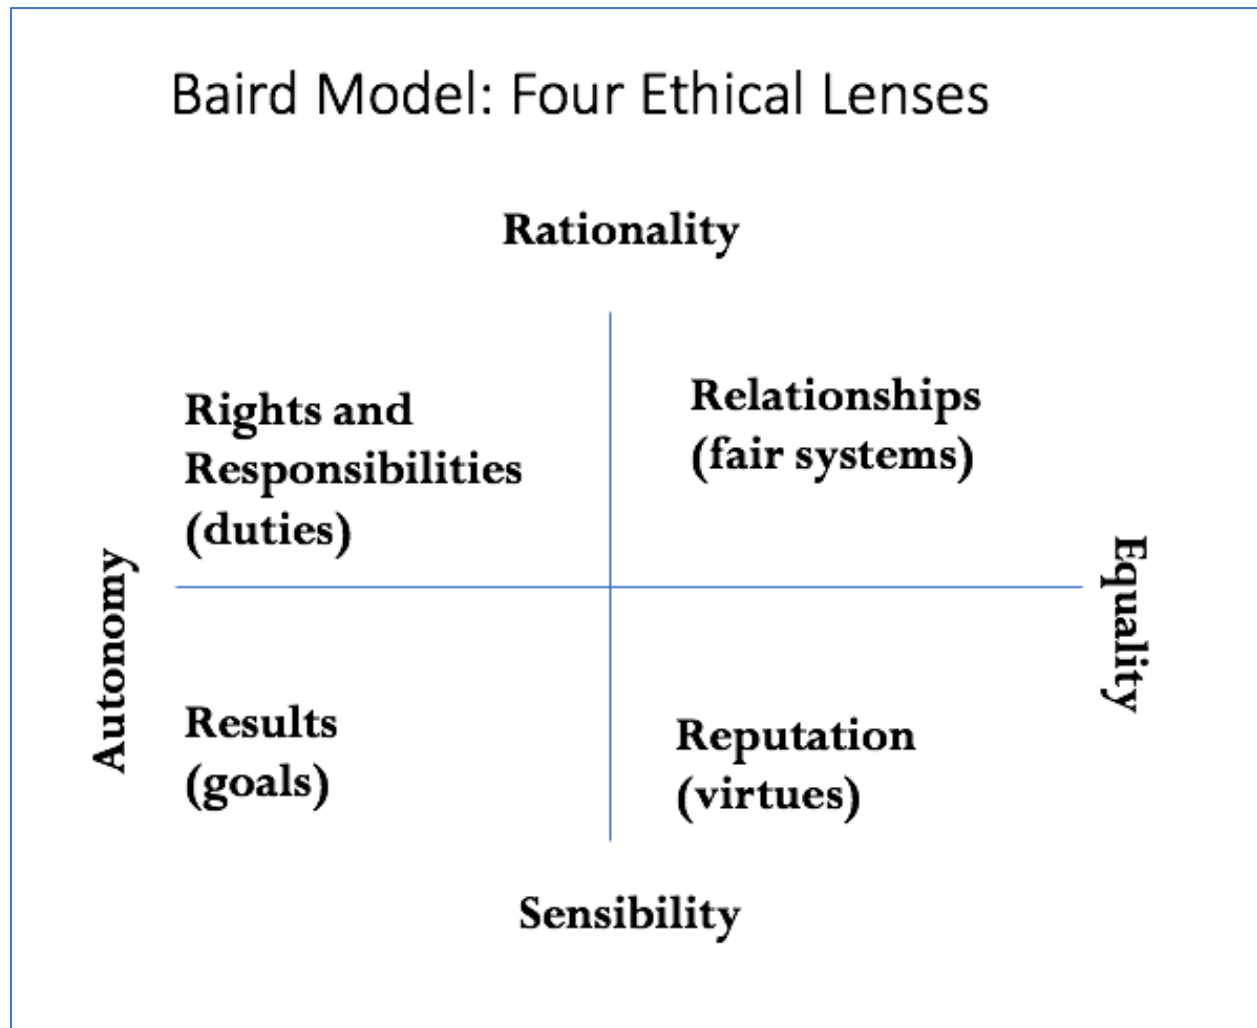 Baird Model: Four Ethical Lenses
Rationality
Rights and
Responsibilities
(duties)
Relationships
(fair systems)
Autonomy
Equality
Results
(goals)
Reputation
(virtues)
Sensibility